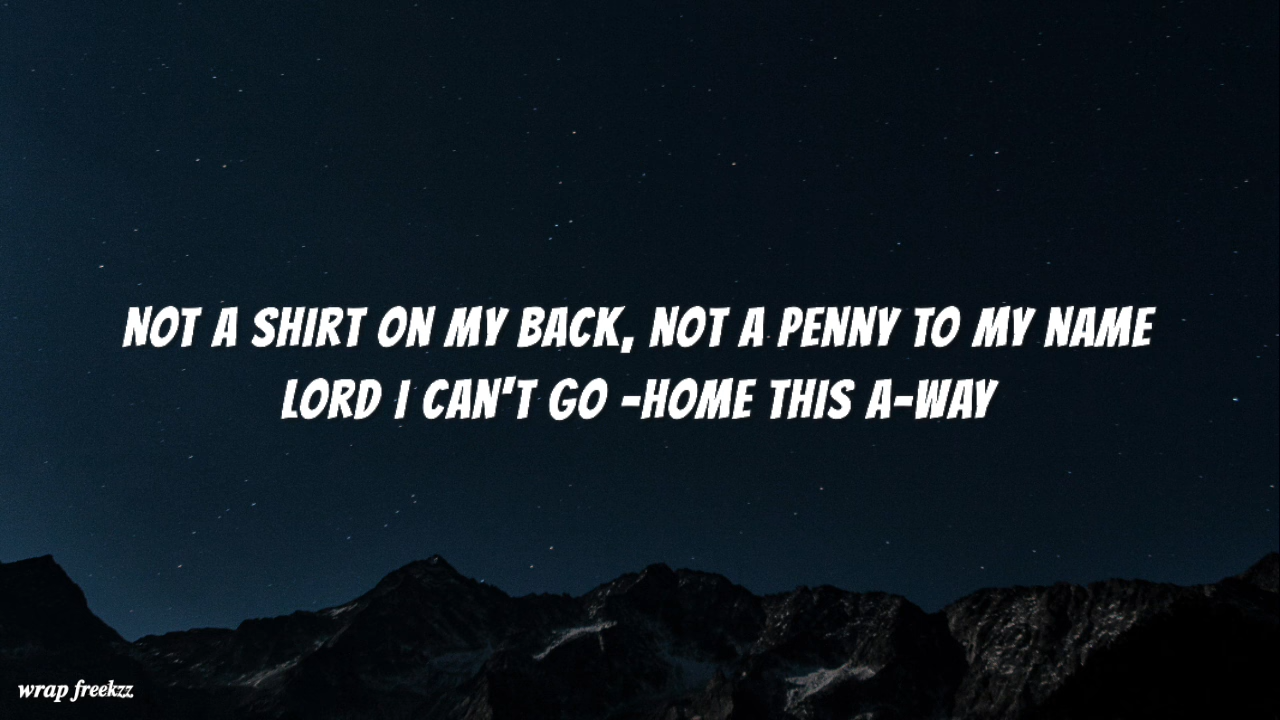 NOT A SHIRT ON MY BACK, NOT A PENNY TO MY NAME
LORD I CAN'T GO -HOME THIS A-WAY
wrap freekzz